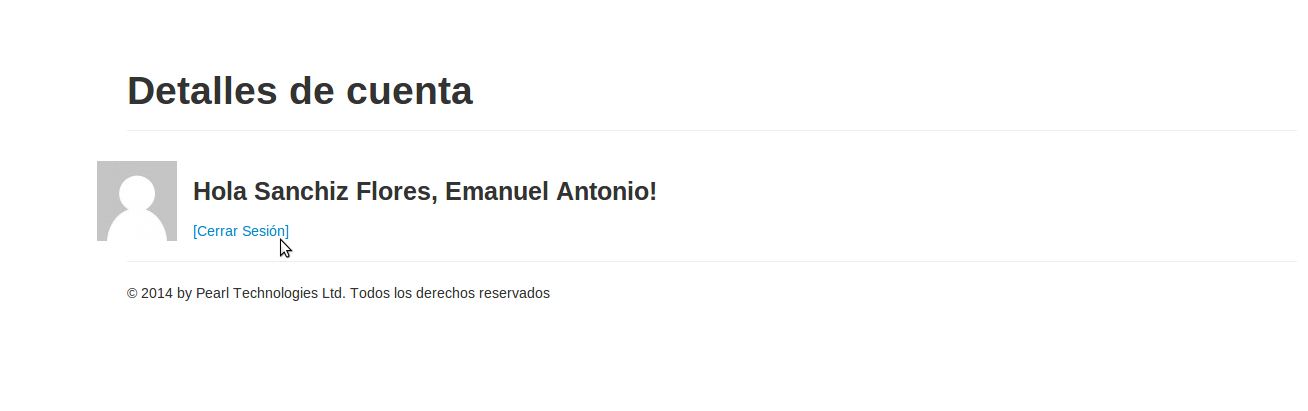 Detalles de cuenta
Hola Sanchiz Flores, Emanuel Antonio!
[Cerrar Sesión]
© 2014 by Pearl Technologies Ltd. Todos los derechos reservados